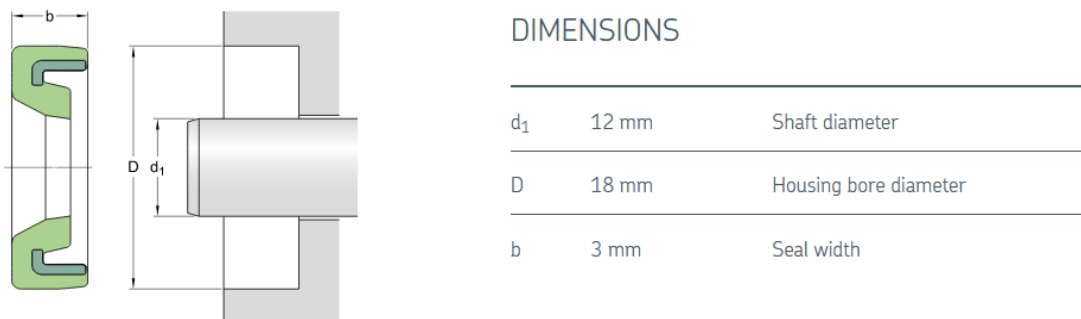 b
D
d1
DIMENSIONS
d1 12 mm Shaft diameter
D 18 mm Housing bore diameter
b 3 mm Seal width